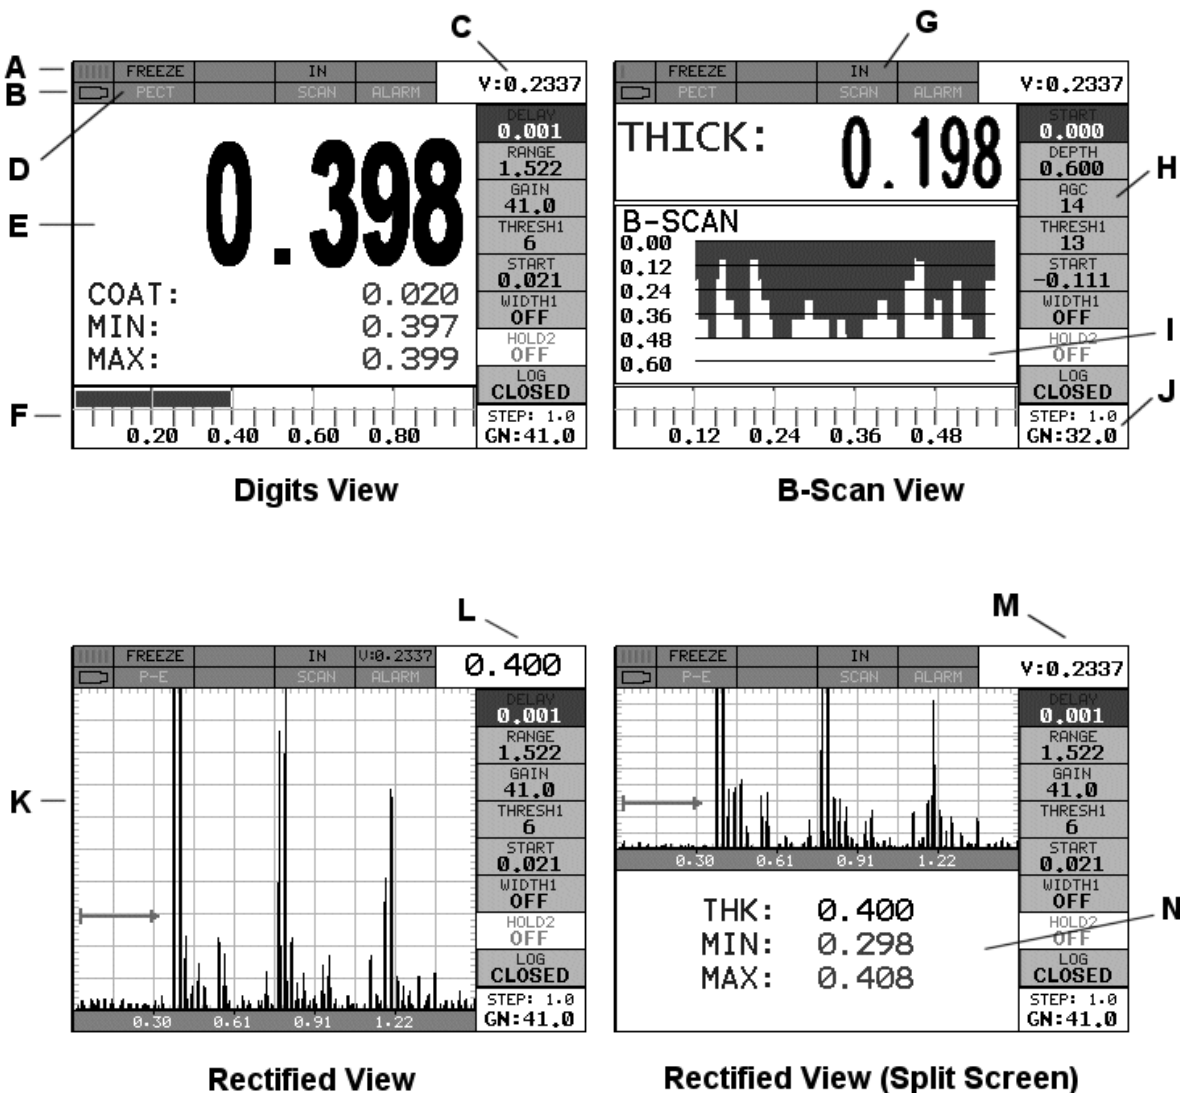 C
G
A
FREEZE
IN
V:0.2337
B
PECT
SCAN
ALARM
D
E
0.398
COAT: 0.020
MIN: 0.397
MAX: 0.399
F
0.20 0.40 0.60 0.80
DELAY
0.001
RANGE
1.522
GAIN
41.0
THRESH1
6
START
0.021
WIDTH1
OFF
HOLD2
OFF
LOG
CLOSED
STEP: 1.0
GN:41.0
Digits View
FREEZE
IN
V:0.2337
PECT
SCAN
ALARM
THICK: 0.198
B-SCAN
0.00
0.12
0.24
0.36
0.48
0.60
0.12 0.24 0.36 0.48
START
0.000
DEPTH
0.600
AGC
14
THRESH1
13
START
-0.111
WIDTH1
OFF
HOLD2
OFF
LOG
CLOSED
STEP: 1.0
GN:32.0
H
I
J
B-Scan View
L
M
FREEZE
IN
V:0.2337
0.400
P-E
SCAN
ALARM
K
0.30 0.61 0.91 1.22
DELAY
0.001
RANGE
1.522
GAIN
41.0
THRESH1
6
START
0.021
WIDTH1
OFF
HOLD2
OFF
LOG
CLOSED
STEP: 1.0
GN:41.0
Rectified View
FREEZE
IN
V:0.2337
P-E
SCAN
ALARM
0.30 0.61 0.91 1.22
THK: 0.400
MIN: 0.298
MAX: 0.408
DELAY
0.001
RANGE
1.522
GAIN
41.0
THRESH1
6
START
0.021
WIDTH1
OFF
HOLD2
OFF
LOG
CLOSED
STEP: 1.0
GN:41.0
N
Rectified View (Split Screen)